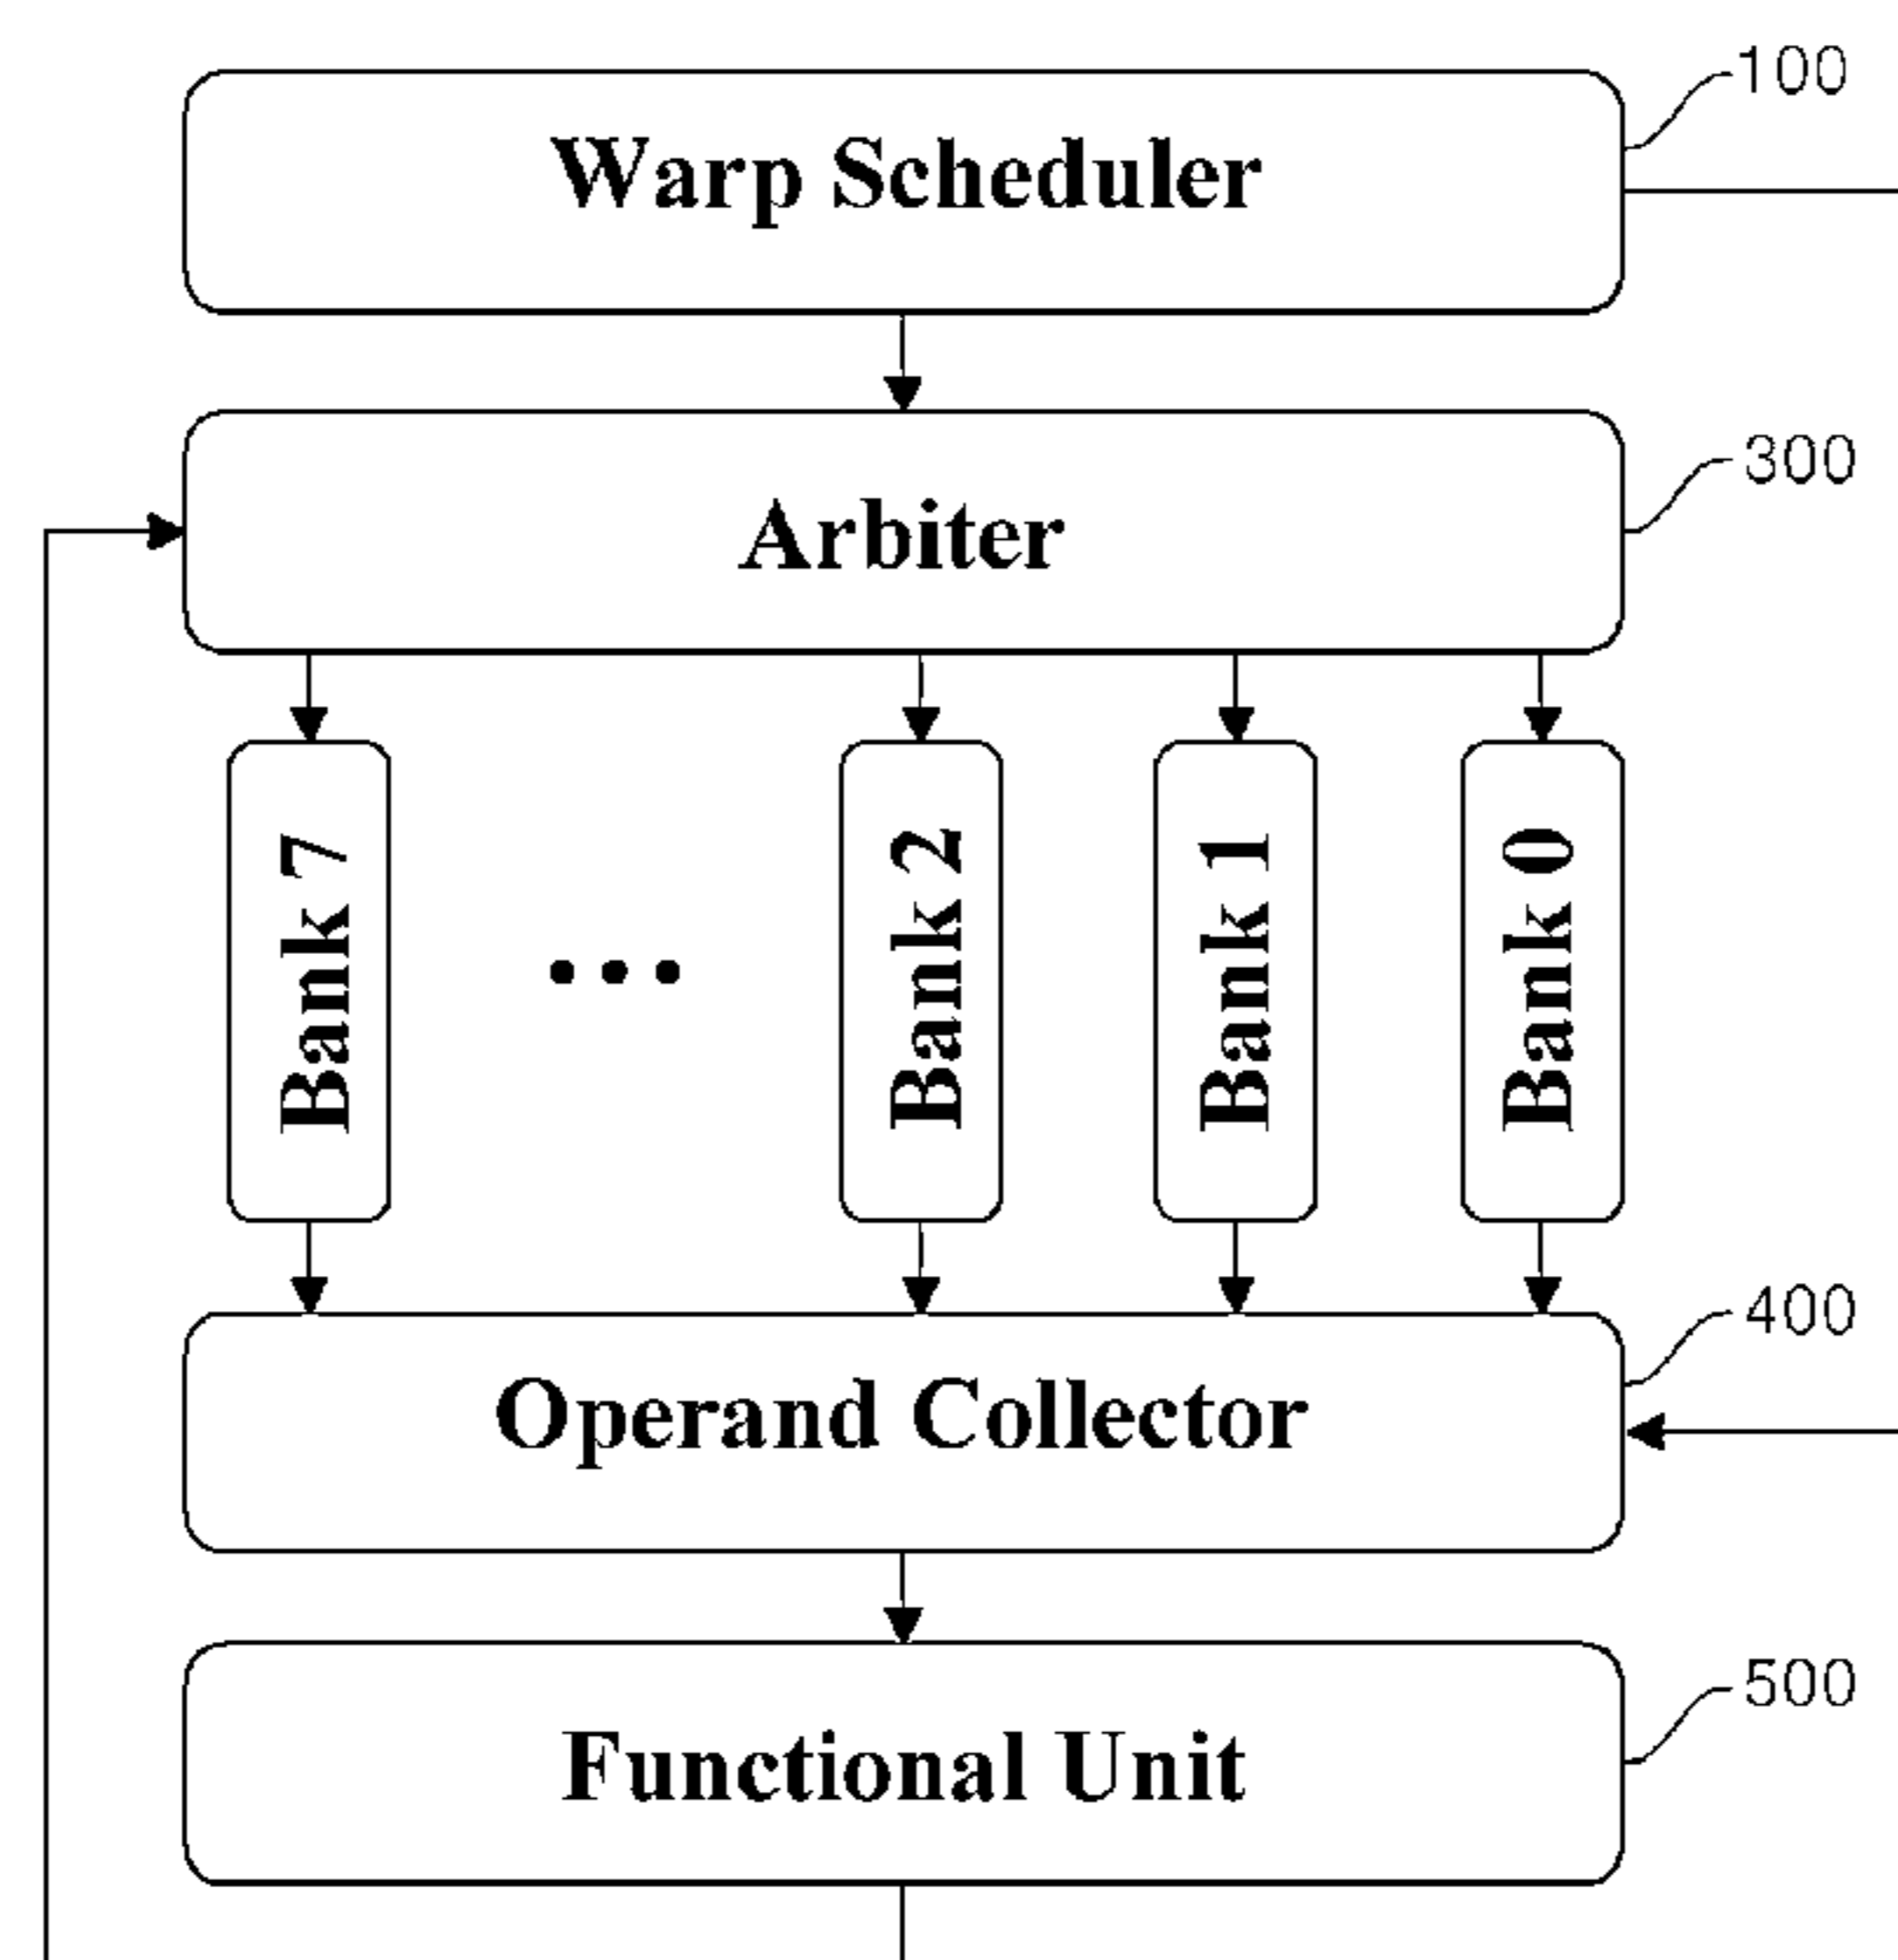 100
Warp Scheduler
300
Arbiter
Bank 7
Bank 2
Bank 1
Bank 0
400
Operand Collector
500
Functional Unit